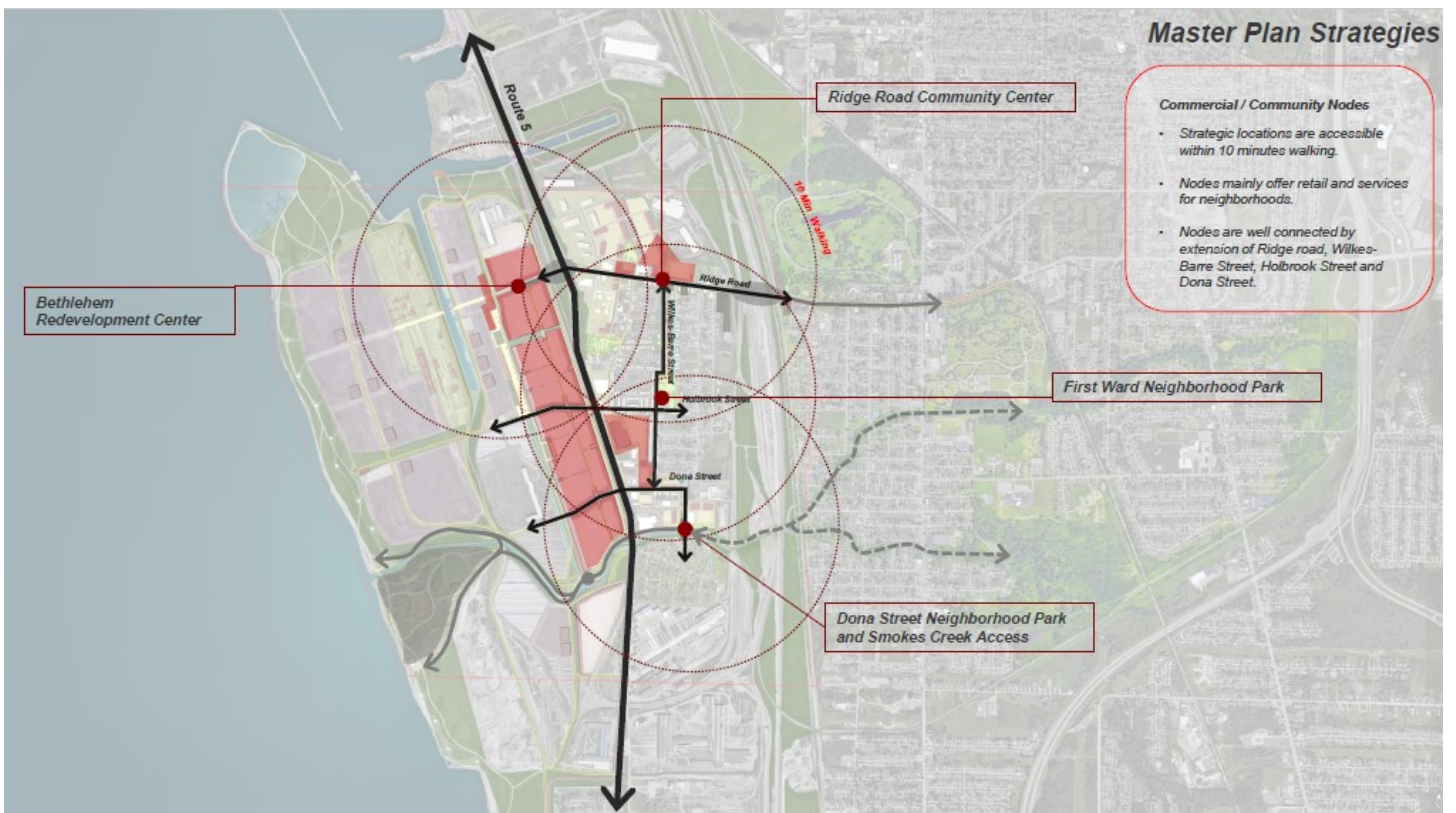 Master Plan Strategies
Commercial / Community Nodes
• Strategic locations are accessible
within 10 minutes walking.
• Nodes mainly offer retail and services
for neighborhoods.
• Nodes are well connected by
extension of Ridge road, Wilkes-
Barre Street, Holbrook Street and
Dona Street.
Route 5
Ridge Road Community Center
10 Min. Walking
Ridge Road
Bethlehem
Redevelopment Center
Wilkes-Barre Street
First Ward Neighborhood Park
Holbrook Street
Dona Street
Dona Street Neighborhood Park
and Smokes Creek Access